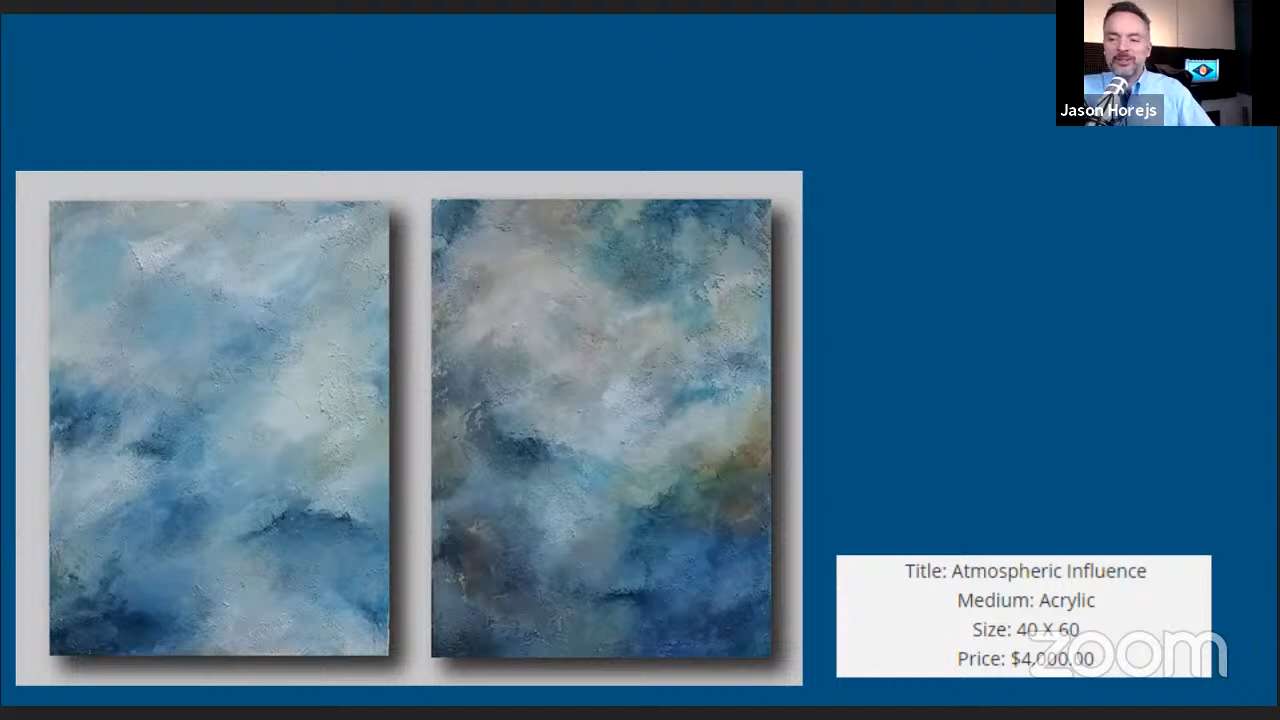 Jason Horejs
Title: Atmospheric Influence
Medium: Acrylic
Size: 40 X 60
Price: $4,000.00
zoom